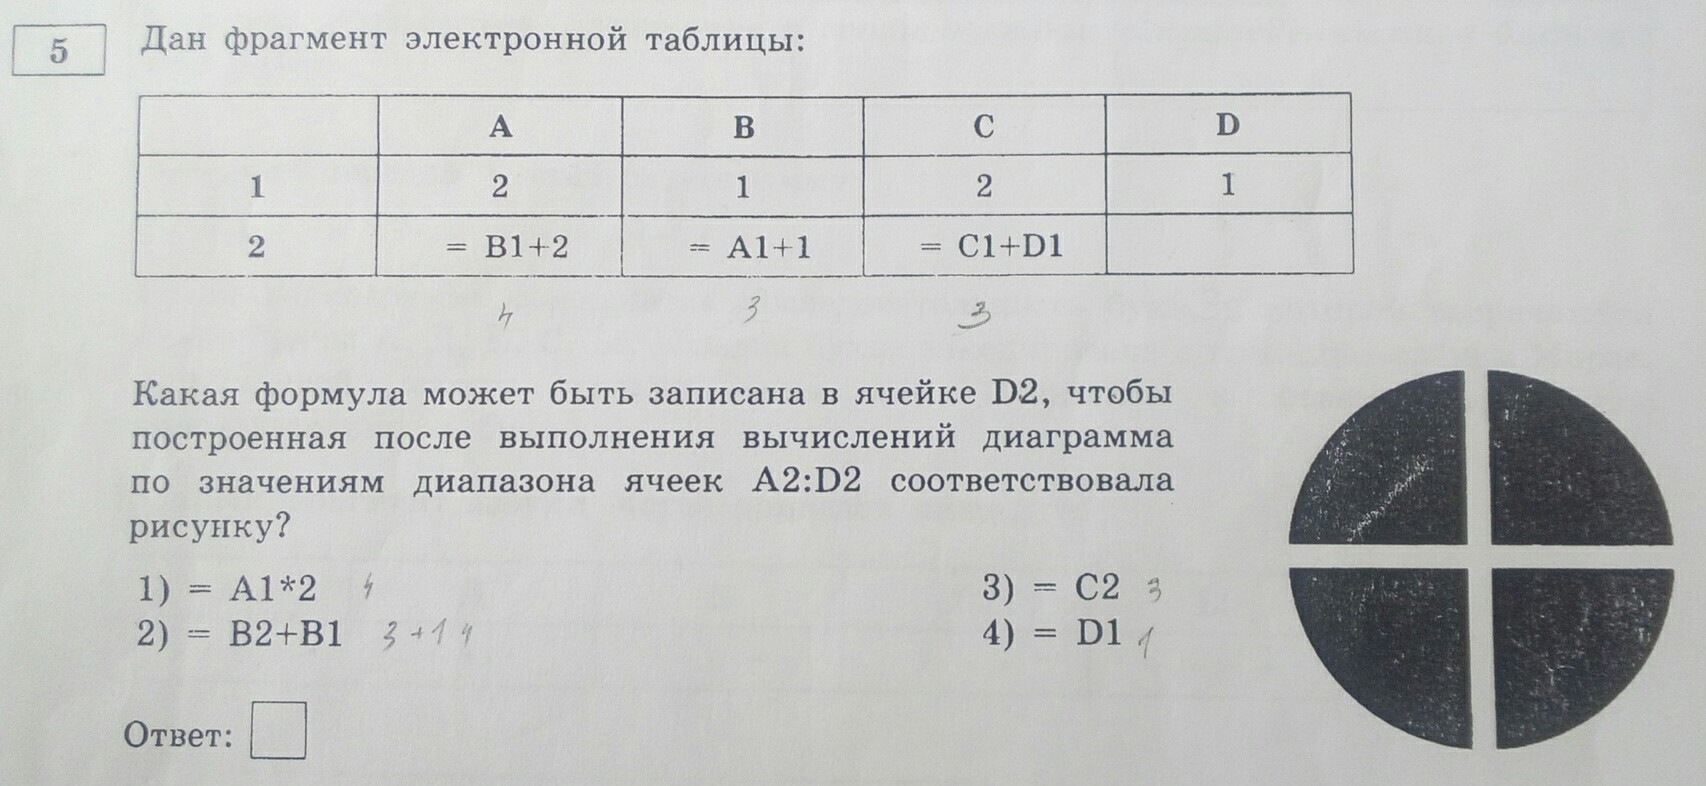 5 Дан фрагмент электронной таблицы:
A B C D
1 2 1 2 1
2 = B1+2 = A1+1 = C1+D1
4 3 3
Какая формула может быть записана в ячейке D2, чтобы
построенная после выполнения вычислений диаграмма
по значениям диапазона ячеек A2:D2 соответствовала
рисунку?
1) = A1*2 4
3) = C2 3
2) = B2+B1 3+1 4
4) = D1 1
Ответ: